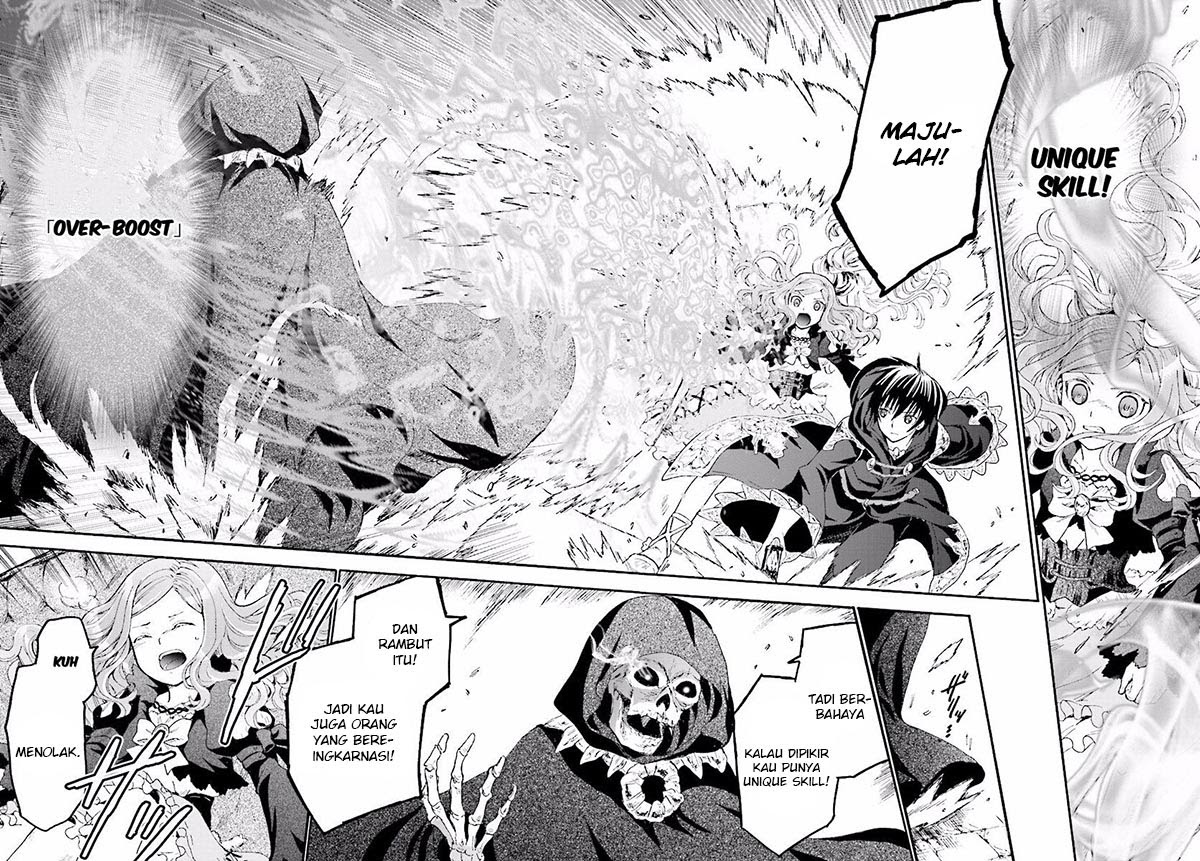 UNIQUE
SKILL!
MAJU-
LAH!
「OVER-BOOST」
TADI BER-
BAHAYA
KALAU DIPIKIR
KAU PUNYA
UNIQUE SKILL!
DAN
RAMBUT
ITU!
JADI KAU
JUGA ORANG
YANG BERE-
INGKARNASI!
KUH
MENOLAK.